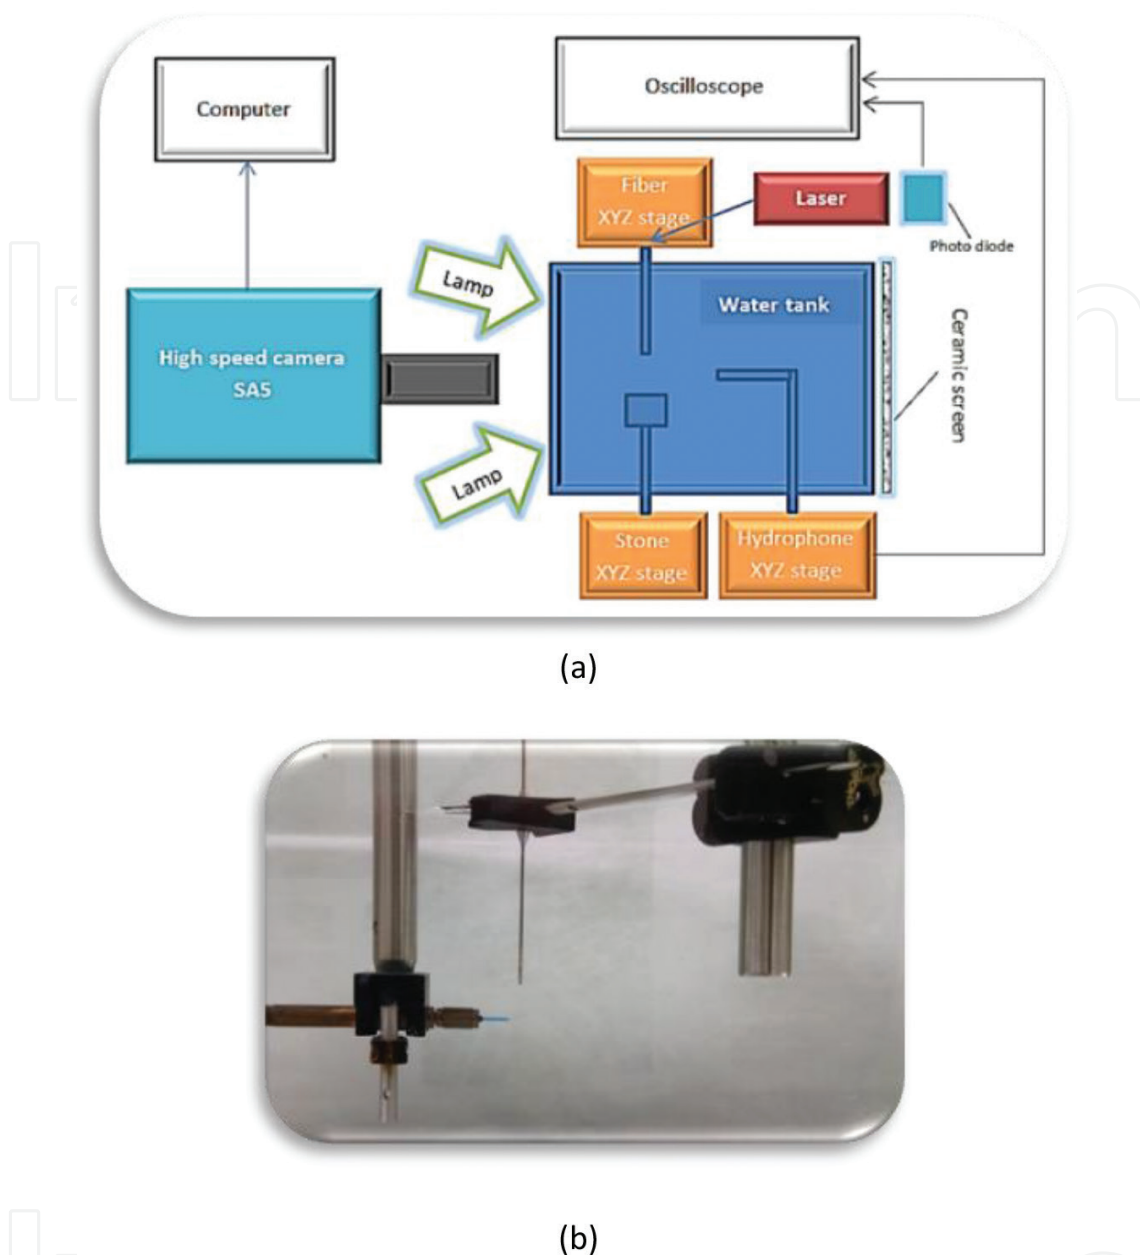 Computer
Oscilloscope
Fiber
XYZ stage
Laser
Photo diode
Lamp
Water tank
High speed camera
SA5
Ceramic screen
Lamp
Stone
XYZ stage
Hydrophone
XYZ stage
(a)
(b)